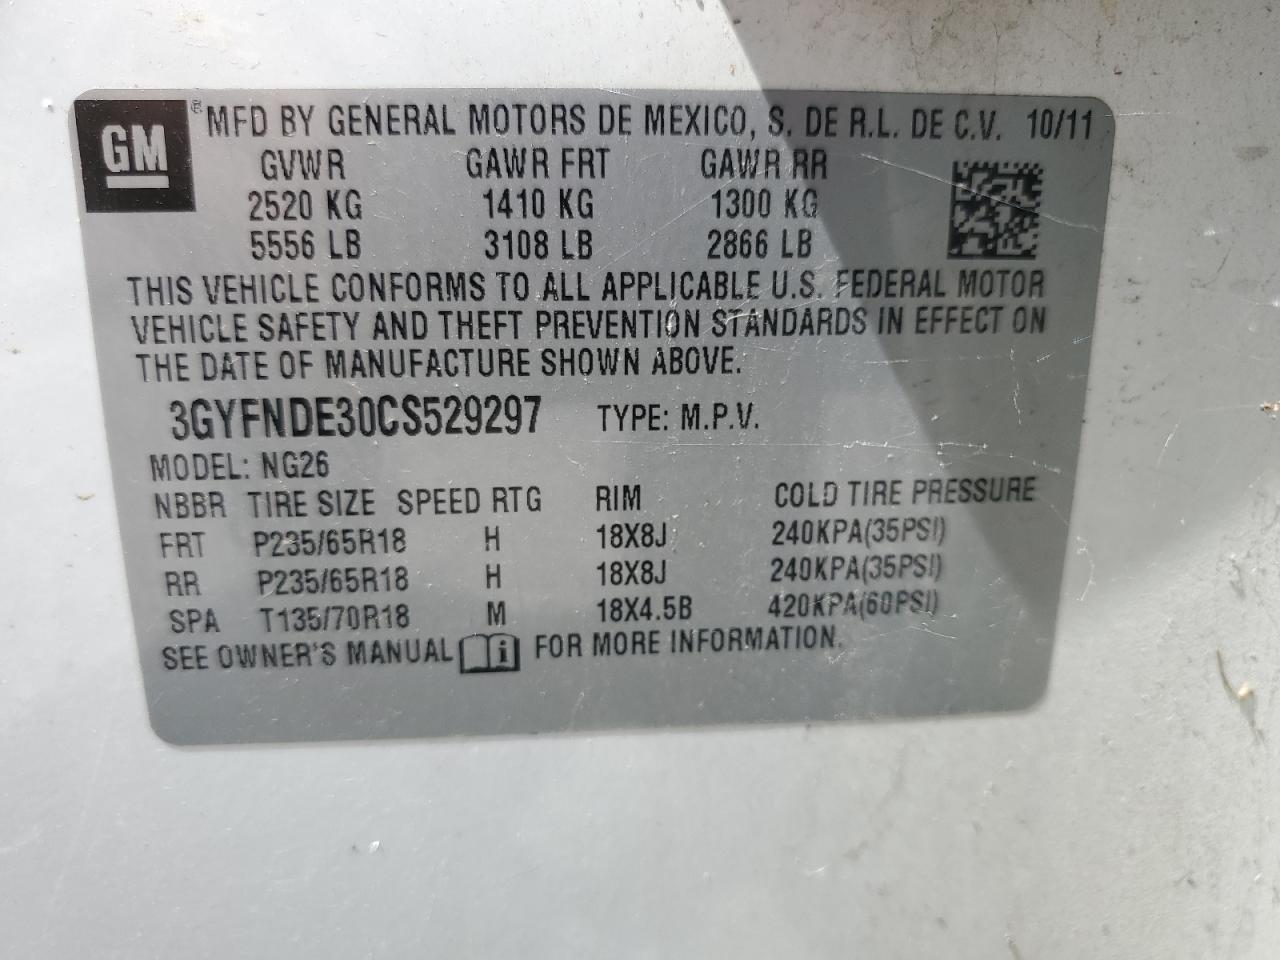 GM
® MFD BY GENERAL MOTORS DE MEXICO, S. DE R.L. DE C.V. 10/11
GVWR GAWR FRT GAWR RR
2520 KG 1410 KG 1300 KG
5556 LB 3108 LB 2866 LB
THIS VEHICLE CONFORMS TO ALL APPLICABLE U.S. FEDERAL MOTOR
VEHICLE SAFETY AND THEFT PREVENTION STANDARDS IN EFFECT ON
THE DATE OF MANUFACTURE SHOWN ABOVE.
3GYFNDE30CS529297 TYPE: M.P.V.
MODEL: NG26
NBBR TIRE SIZE SPEED RTG RIM COLD TIRE PRESSURE
FRT P235/65R18 H 18X8J 240KPA(35PSI)
RR P235/65R18 H 18X8J 240KPA(35PSI)
SPA T135/70R18 M 18X4.5B 420KPA(60PSI)
SEE OWNER'S MANUAL i FOR MORE INFORMATION.